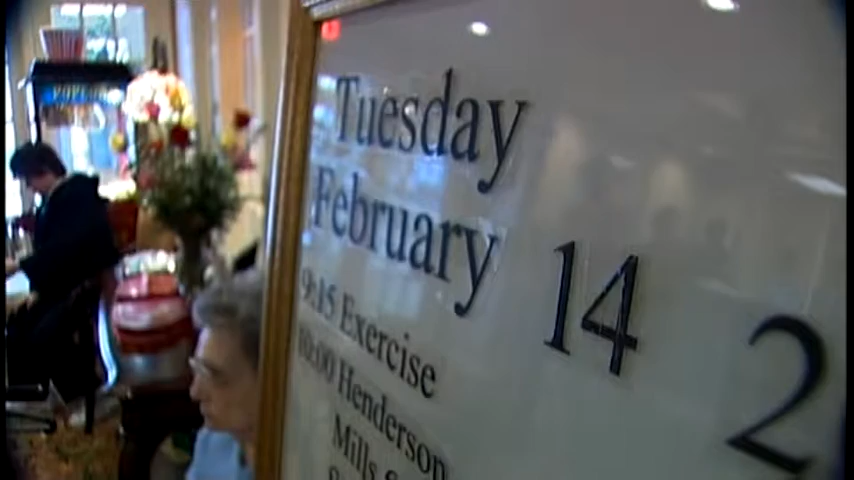 Tuesday
February 14 2
9:15 Exercise
10:00 Henderson
Mills